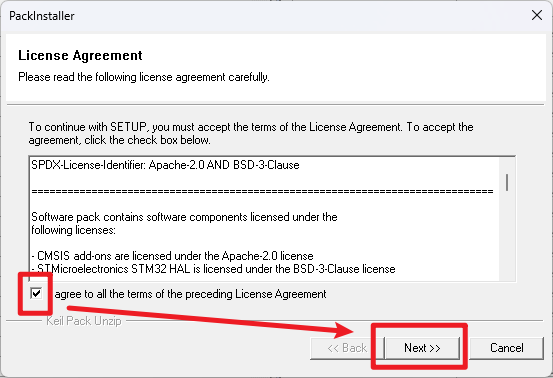 PackInstaller
License Agreement
Please read the following license agreement carefully.
To continue with SETUP, you must accept the terms of the License Agreement. To accept the
agreement, click the check box below.
SPDX-License-Identifier: Apache-2.0 AND BSD-3-Clause
=============================================================================
Software pack contains software components licensed under the
following licenses:
- CMSIS add-ons are licensed under the Apache-2.0 license
- STMicroelectronics STM32 HAL is licensed under the BSD-3-Clause license
agree to all the terms of the preceding License Agreement
Keil Pack Unzip
<< Back
Next >>
Cancel